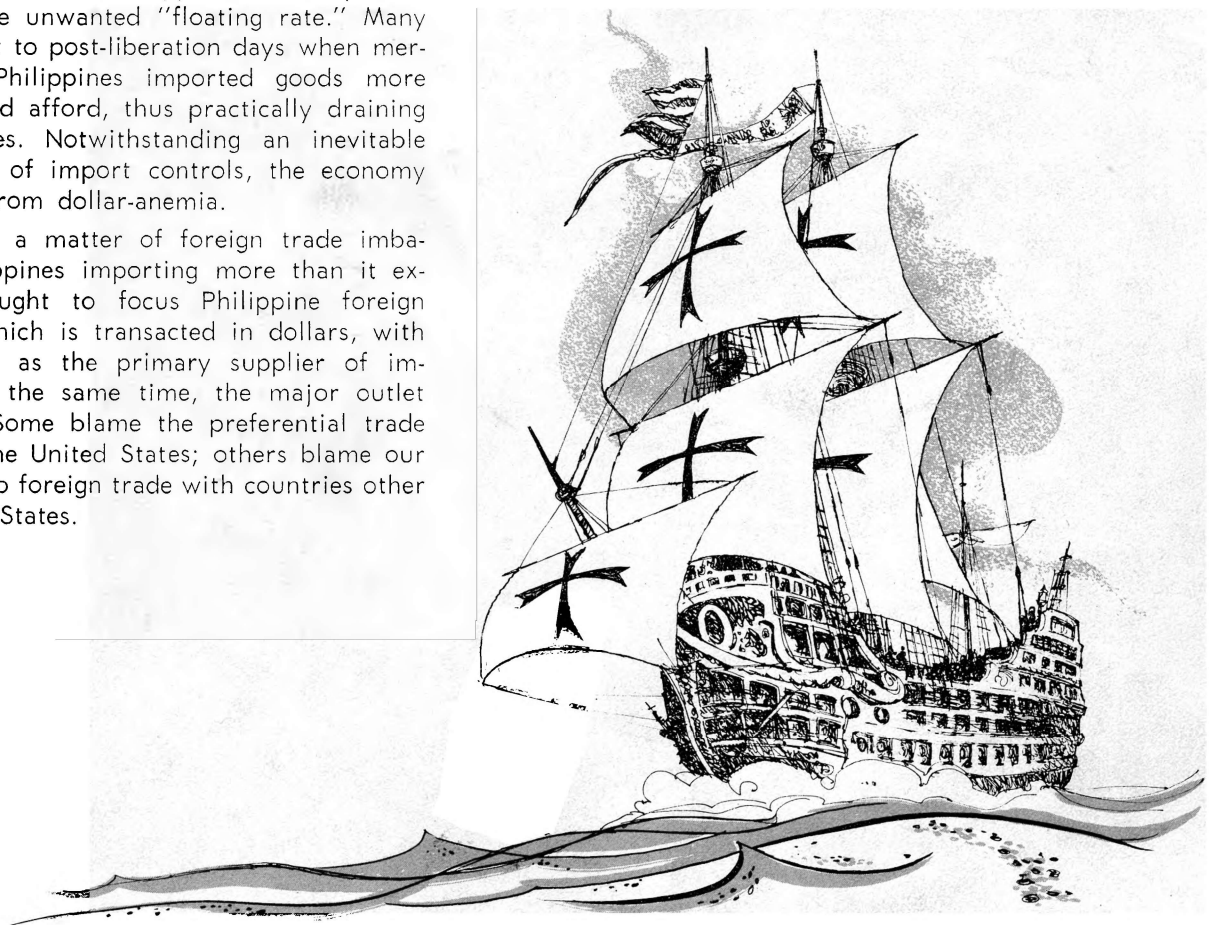 e unwanted "floating rate." Many
to post-liberation days when mer-
Philippines imported goods more
d afford, thus practically draining
es. Notwithstanding an inevitable
of import controls, the economy
rom dollar-anemia.
a matter of foreign trade imba-
ppines importing more than it ex-
ught to focus Philippine foreign
hich is transacted in dollars, with
as the primary supplier of im-
the same time, the major outlet
Some blame the preferential trade
he United States; others blame our
o foreign trade with countries other
States.